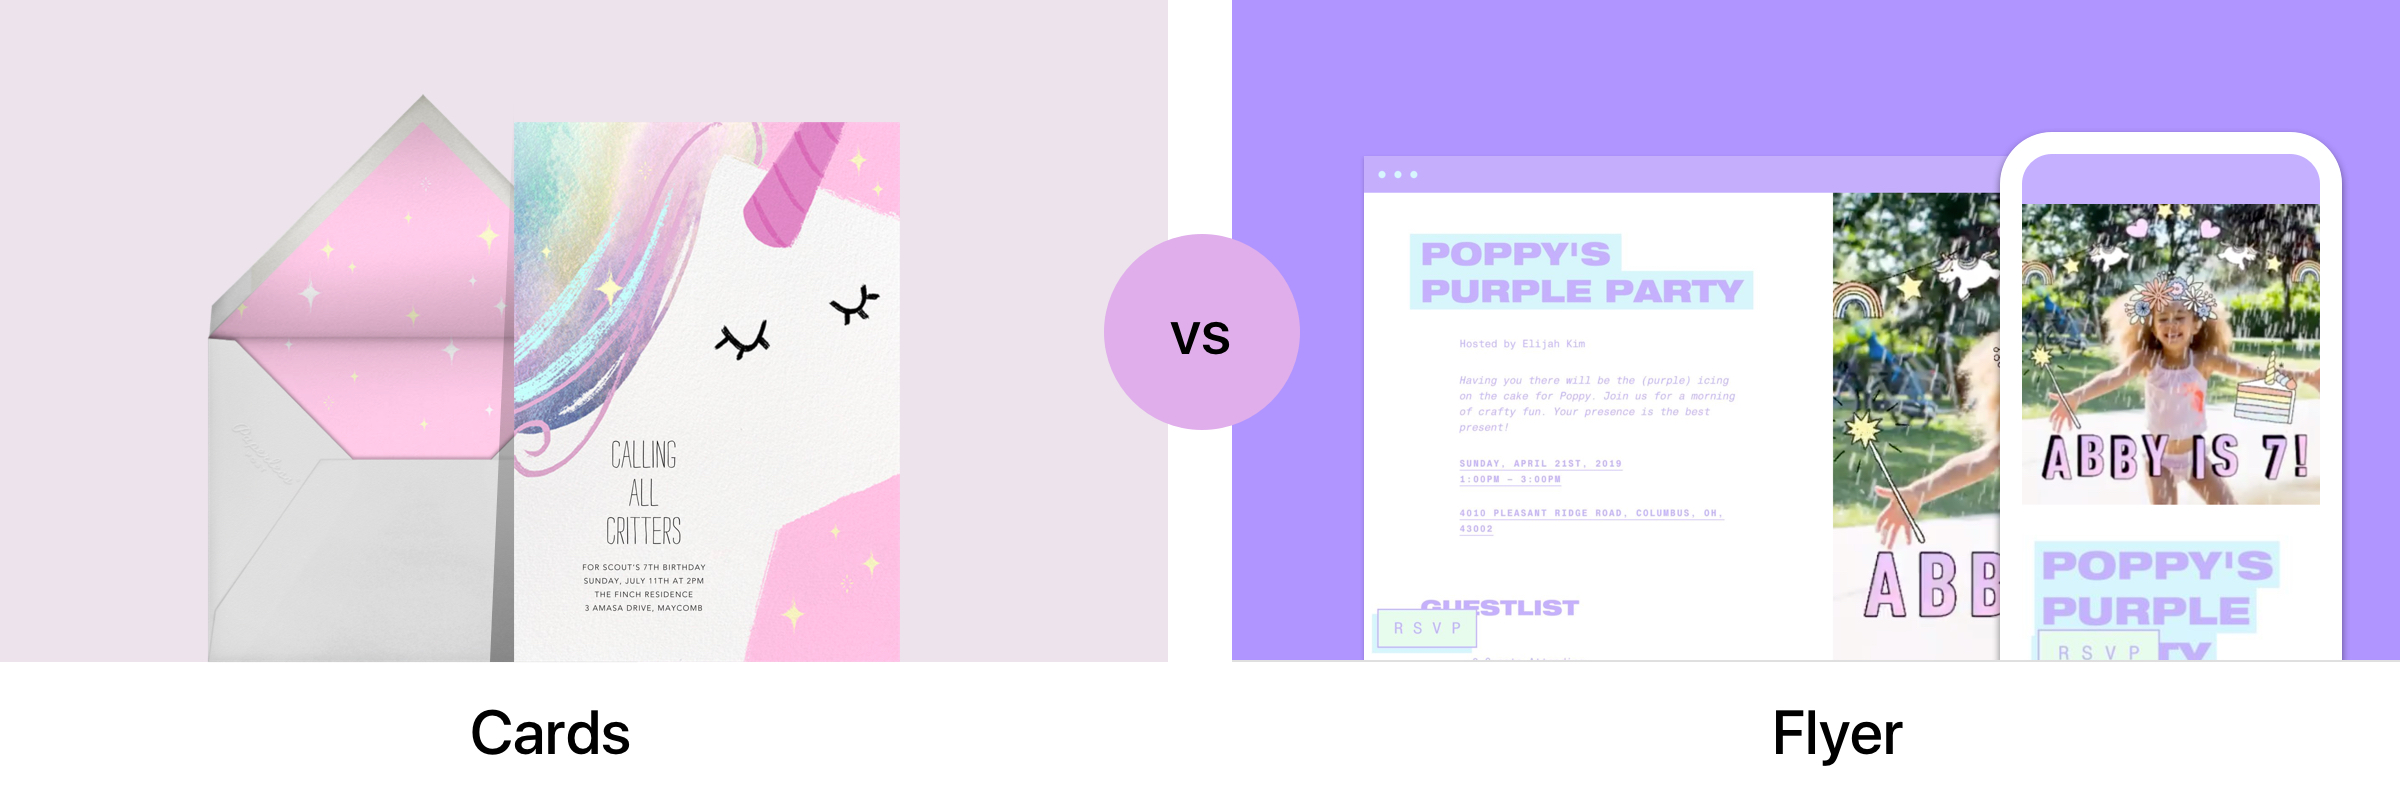 CALLING
ALL
CRITTERS
FOR SCOUT'S 7TH BIRTHDAY
SUNDAY, JULY 11TH AT 2PM
THE FINCH RESIDENCE
3 AMASA DRIVE, MAYCOMB
Cards
vs
POPPY'S
PURPLE PARTY
Hosted by Elijah Kim
Having you there will be the (purple) icing
on the cake for Poppy. Join us for a morning
of crafty fun. Your presence is the best
present!
SUNDAY, APRIL 21ST, 2019
1:00PM – 3:00PM
4010 PLEASANT RIDGE ROAD, COLUMBUS, OH,
43002
GUESTLIST
RSVP
ABB
ABBY IS 7!
POPPY'S
PURPLE
TY
RSVP
Flyer